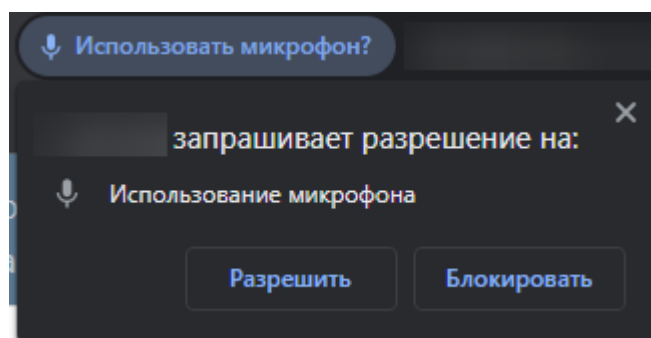 Использовать микрофон?
запрашивает разрешение на:
Использование микрофона
Разрешить
Блокировать